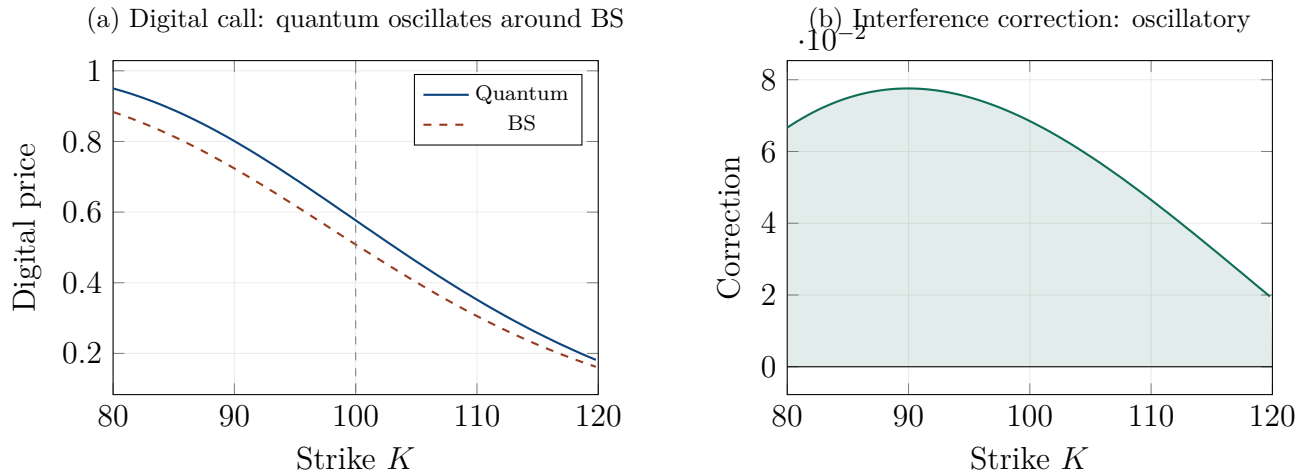 (a) Digital call: quantum oscillates around BS
1
0.8
0.6
0.4
0.2
Digital price
Quantum
BS
80 90 100 110 120
Strike K
(b) Interference correction: oscillatory
·10⁻²
8
6
4
2
0
Correction
80 90 100 110 120
Strike K